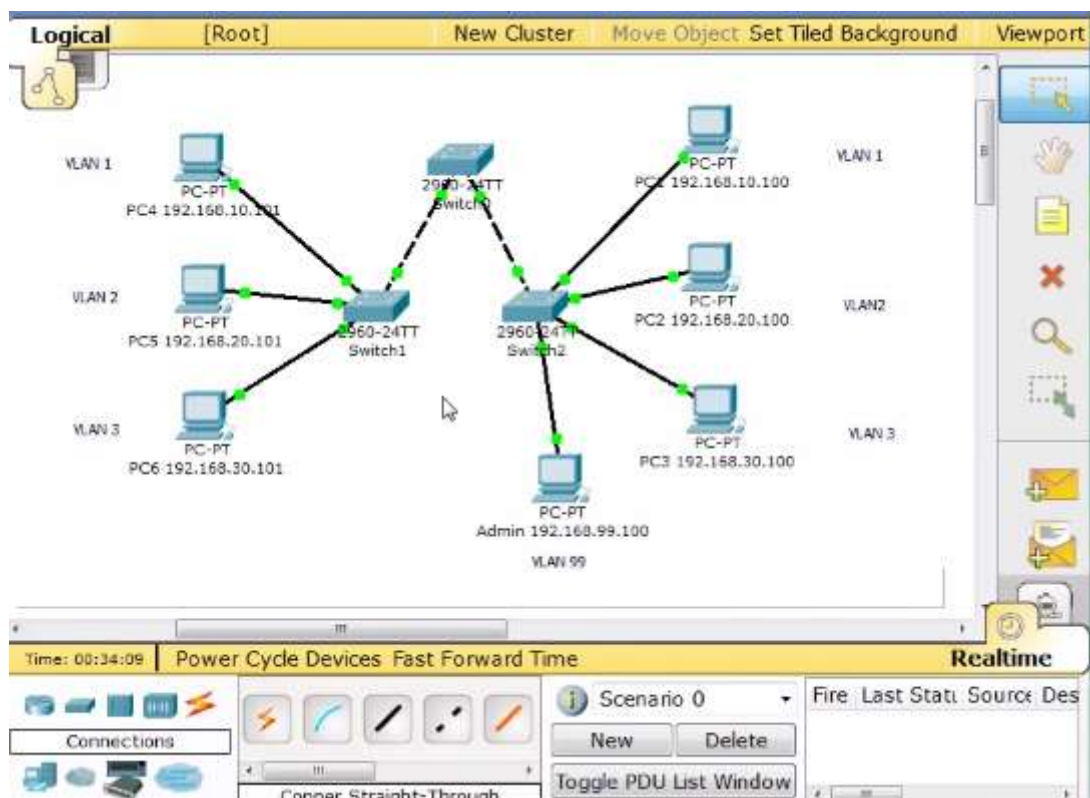 Logical [Root] New Cluster Move Object Set Tiled Background Viewport
VLAN 1
PC-PT
PC4 192.168.10.101
2960-24TT
Switch0
PC-PT
PC1 192.168.10.100
VLAN 1
VLAN 2
PC-PT
PC5 192.168.20.101
2960-24TT
Switch1
2960-24TT
Switch2
PC-PT
PC2 192.168.20.100
VLAN2
VLAN 3
PC-PT
PC6 192.168.30.101
PC-PT
PC3 192.168.30.100
VLAN 3
PC-PT
Admin 192.168.99.100
VLAN 99
Time: 00:34:09 Power Cycle Devices Fast Forward Time Realtime
Scenario 0
Fire Last Statu Source Des
Connections
New Delete
Toggle PDU List Window
Copper Straight-Through